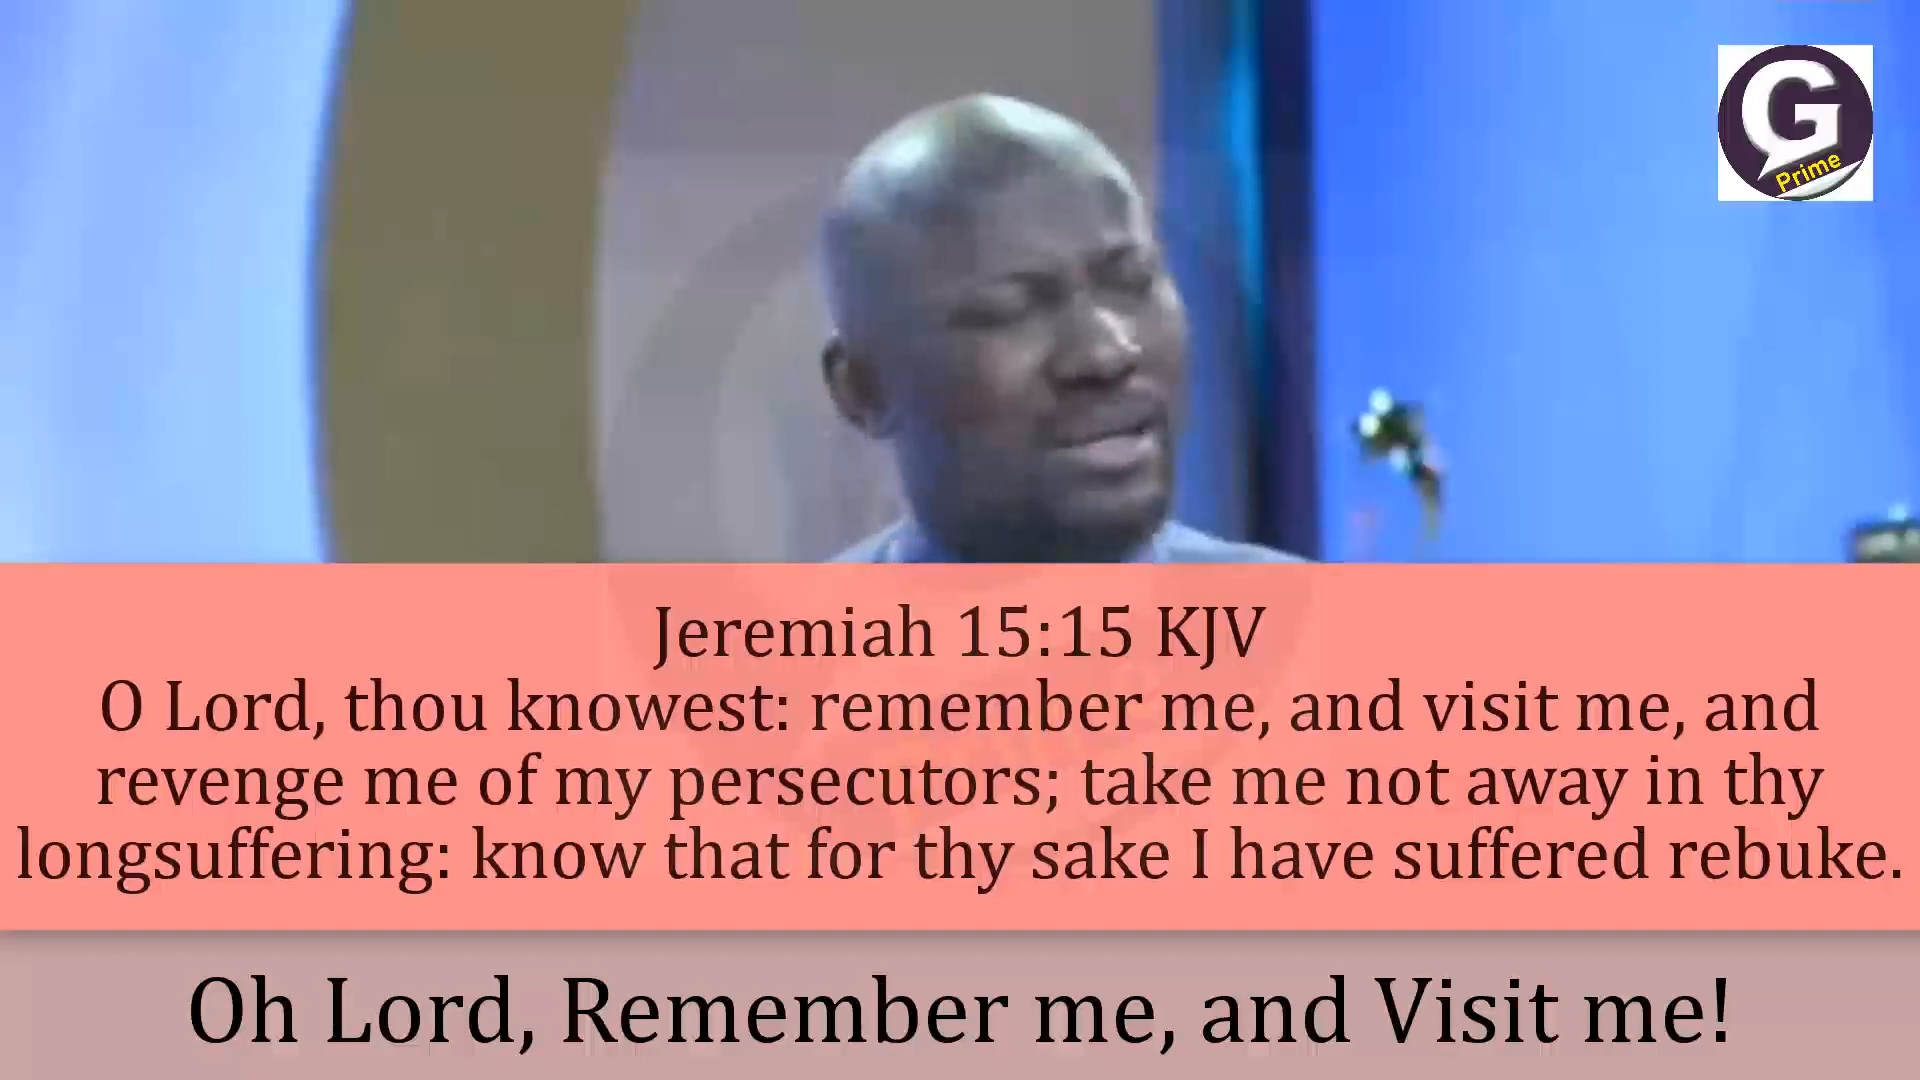 G
Prime
Jeremiah 15:15 KJV
O Lord, thou knowest: remember me, and visit me, and
revenge me of my persecutors; take me not away in thy
longsuffering: know that for thy sake I have suffered rebuke.
Oh Lord, Remember me, and Visit me!